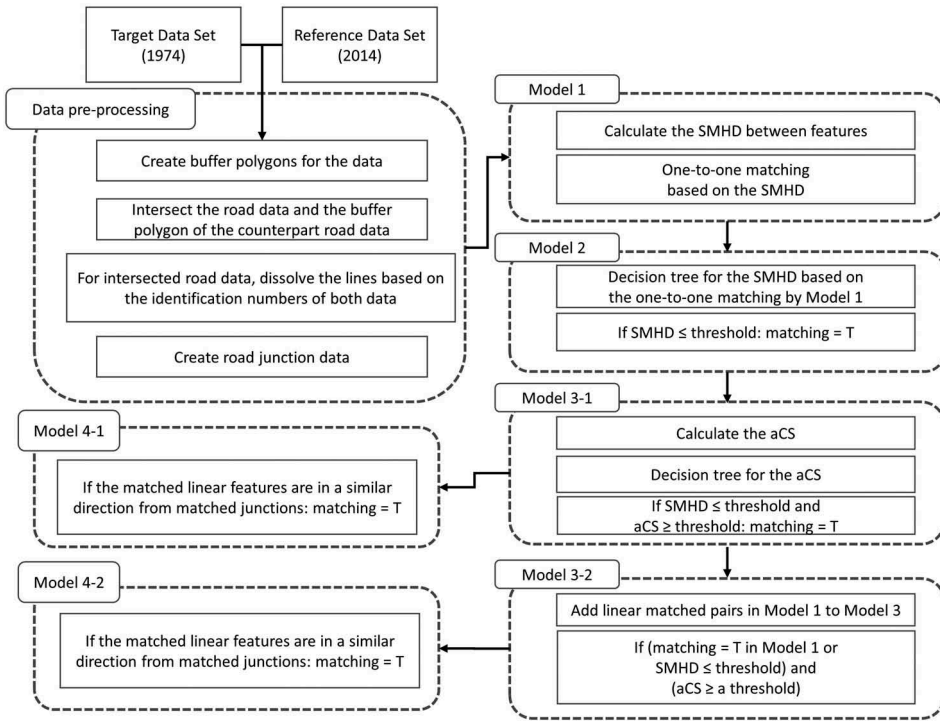 Target Data Set
(1974)
Reference Data Set
(2014)
Data pre-processing
Create buffer polygons for the data
Intersect the road data and the buffer
polygon of the counterpart road data
For intersected road data, dissolve the lines based on
the identification numbers of both data
Create road junction data
Model 1
Calculate the SMHD between features
One-to-one matching
based on the SMHD
Model 2
Decision tree for the SMHD based on
the one-to-one matching by Model 1
If SMHD ≤ threshold: matching = T
Model 3-1
Calculate the aCS
Decision tree for the aCS
If SMHD ≤ threshold and
aCS ≥ threshold: matching = T
Model 4-1
If the matched linear features are in a similar
direction from matched junctions: matching = T
Model 3-2
Add linear matched pairs in Model 1 to Model 3
If (matching = T in Model 1 or
SMHD ≤ threshold) and
(aCS ≥ a threshold)
Model 4-2
If the matched linear features are in a similar
direction from matched junctions: matching = T